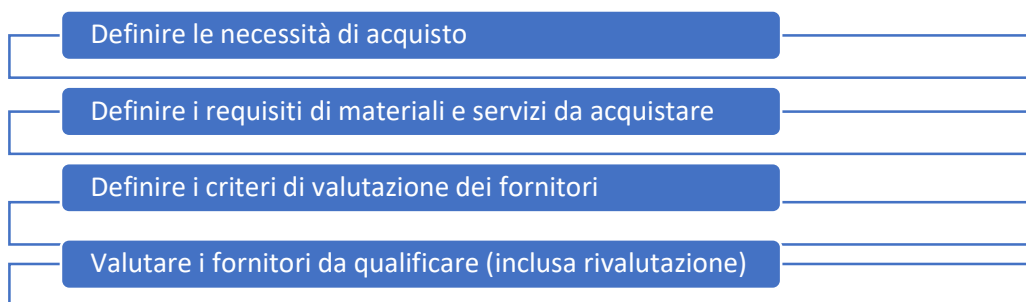 Definire le necessità di acquisto
Definire i requisiti di materiali e servizi da acquistare
Definire i criteri di valutazione dei fornitori
Valutare i fornitori da qualificare (inclusa rivalutazione)